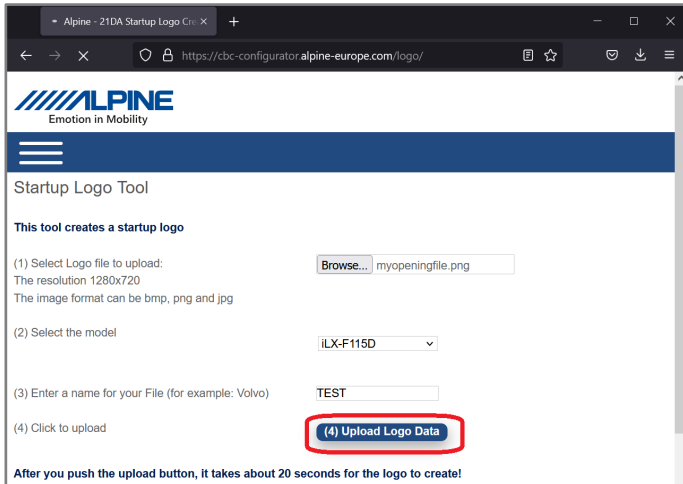 Alpine - 21DA Startup Logo Cre
https://cbc-configurator.alpine-europe.com/logo/
ALPINE
Emotion in Mobility
Startup Logo Tool
This tool creates a startup logo
(1) Select Logo file to upload:
Browse... myopeningfile.png
The resolution 1280x720
The image format can be bmp, png and jpg
(2) Select the model
iLX-F115D
(3) Enter a name for your File (for example: Volvo)
TEST
(4) Click to upload
(4) Upload Logo Data
After you push the upload button, it takes about 20 seconds for the logo to create!